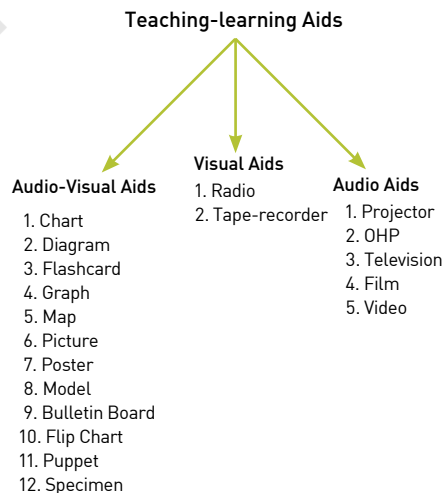 Teaching-learning Aids
Audio-Visual Aids
1. Chart
2. Diagram
3. Flashcard
4. Graph
5. Map
6. Picture
7. Poster
8. Model
9. Bulletin Board
10. Flip Chart
11. Puppet
12. Specimen
Visual Aids
1. Radio
2. Tape-recorder
Audio Aids
1. Projector
2. OHP
3. Television
4. Film
5. Video